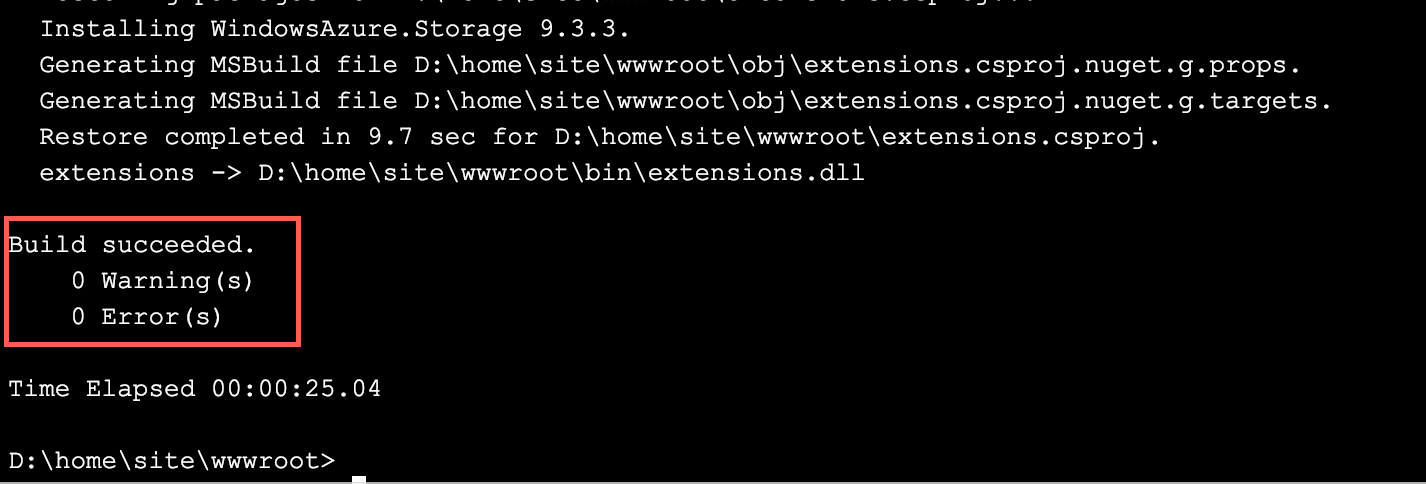 Installing WindowsAzure.Storage 9.3.3.
Generating MSBuild file D:\home\site\wwwroot\obj\extensions.csproj.nuget.g.props.
Generating MSBuild file D:\home\site\wwwroot\obj\extensions.csproj.nuget.g.targets.
Restore completed in 9.7 sec for D:\home\site\wwwroot\extensions.csproj.
extensions -> D:\home\site\wwwroot\bin\extensions.dll
Build succeeded.
0 Warning(s)
0 Error(s)
Time Elapsed 00:00:25.04
D:\home\site\wwwroot>